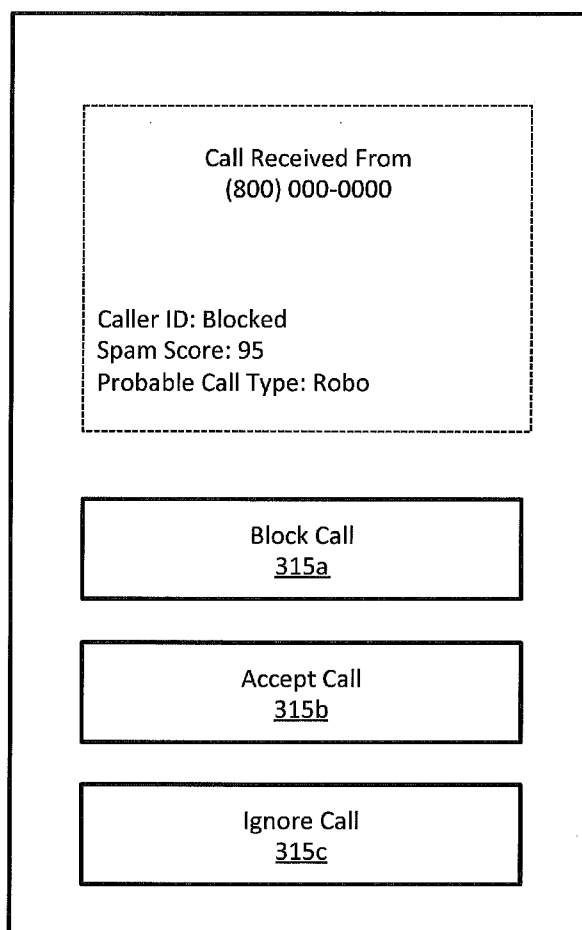 Call Received From
(800) 000-0000
Caller ID: Blocked
Spam Score: 95
Probable Call Type: Robo
Block Call
315a
Accept Call
315b
Ignore Call
315c